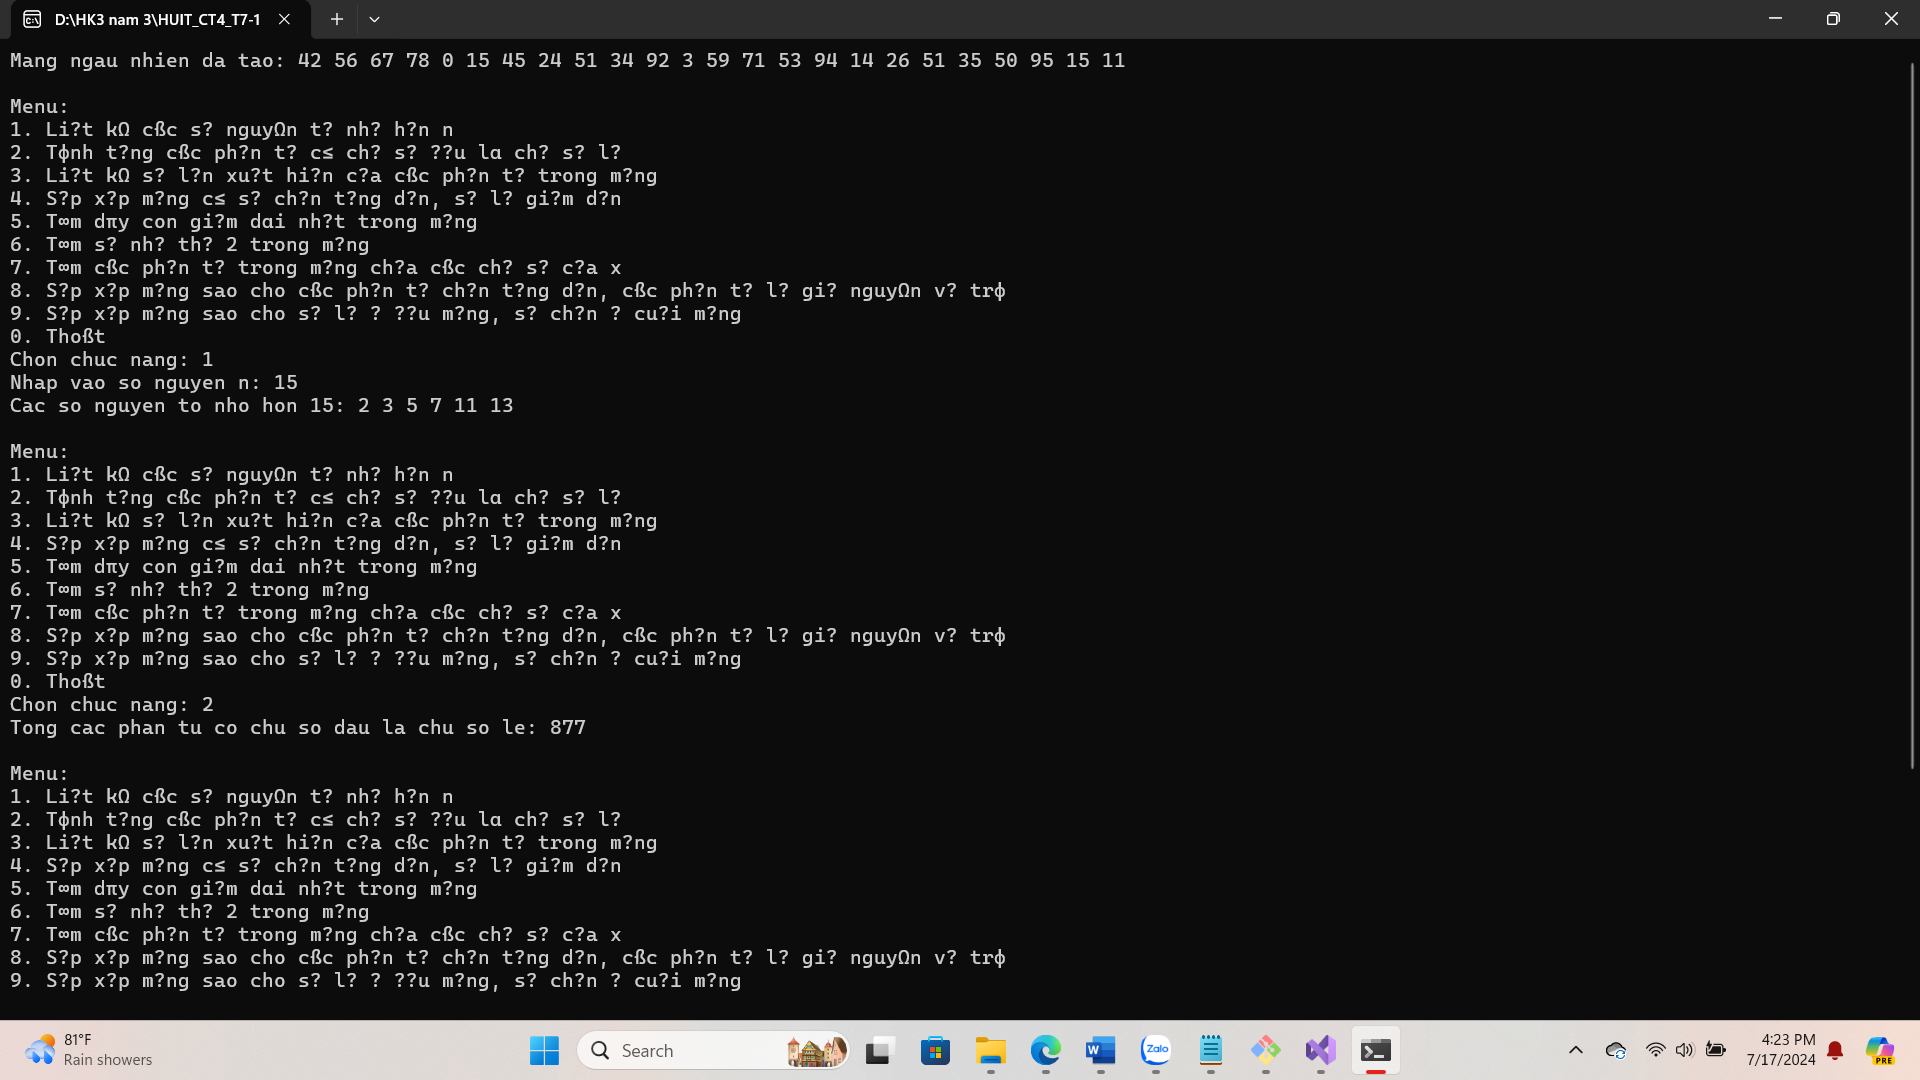 D:\HK3 nam 3\HUIT_CT4_T7-1
Mang ngau nhien da tao: 42 56 67 78 0 15 45 24 51 34 92 3 59 71 53 94 14 26 51 35 50 95 15 11
Menu:
1. Li?t kΩ cßc s? nguyΩn t? nh? h?n n
2. Tφnh t?ng cßc ph?n t? c≤ ch? s? ??u lα ch? s? l?
3. Li?t kΩ s? l?n xu?t hi?n c?a cßc ph?n t? trong m?ng
4. S?p x?p m?ng c≤ s? ch?n t?ng d?n, s? l? gi?m d?n
5. T∞m dπy con gi?m dαi nh?t trong m?ng
6. T∞m s? nh? th? 2 trong m?ng
7. T∞m cßc ph?n t? trong m?ng ch?a cßc ch? s? c?a x
8. S?p x?p m?ng sao cho cßc ph?n t? ch?n t?ng d?n, cßc ph?n t? l? gi? nguyΩn v? trφ
9. S?p x?p m?ng sao cho s? l? ? ??u m?ng, s? ch?n ? cu?i m?ng
0. Thoßt
Chon chuc nang: 1
Nhap vao so nguyen n: 15
Cac so nguyen to nho hon 15: 2 3 5 7 11 13
Menu:
1. Li?t kΩ cßc s? nguyΩn t? nh? h?n n
2. Tφnh t?ng cßc ph?n t? c≤ ch? s? ??u lα ch? s? l?
3. Li?t kΩ s? l?n xu?t hi?n c?a cßc ph?n t? trong m?ng
4. S?p x?p m?ng c≤ s? ch?n t?ng d?n, s? l? gi?m d?n
5. T∞m dπy con gi?m dαi nh?t trong m?ng
6. T∞m s? nh? th? 2 trong m?ng
7. T∞m cßc ph?n t? trong m?ng ch?a cßc ch? s? c?a x
8. S?p x?p m?ng sao cho cßc ph?n t? ch?n t?ng d?n, cßc ph?n t? l? gi? nguyΩn v? trφ
9. S?p x?p m?ng sao cho s? l? ? ??u m?ng, s? ch?n ? cu?i m?ng
0. Thoßt
Chon chuc nang: 2
Tong cac phan tu co chu so dau la chu so le: 877
Menu:
1. Li?t kΩ cßc s? nguyΩn t? nh? h?n n
2. Tφnh t?ng cßc ph?n t? c≤ ch? s? ??u lα ch? s? l?
3. Li?t kΩ s? l?n xu?t hi?n c?a cßc ph?n t? trong m?ng
4. S?p x?p m?ng c≤ s? ch?n t?ng d?n, s? l? gi?m d?n
5. T∞m dπy con gi?m dαi nh?t trong m?ng
6. T∞m s? nh? th? 2 trong m?ng
7. T∞m cßc ph?n t? trong m?ng ch?a cßc ch? s? c?a x
8. S?p x?p m?ng sao cho cßc ph?n t? ch?n t?ng d?n, cßc ph?n t? l? gi? nguyΩn v? trφ
9. S?p x?p m?ng sao cho s? l? ? ??u m?ng, s? ch?n ? cu?i m?ng
81°F
Rain showers
Search
Zalo
4:23 PM
7/17/2024
PRE